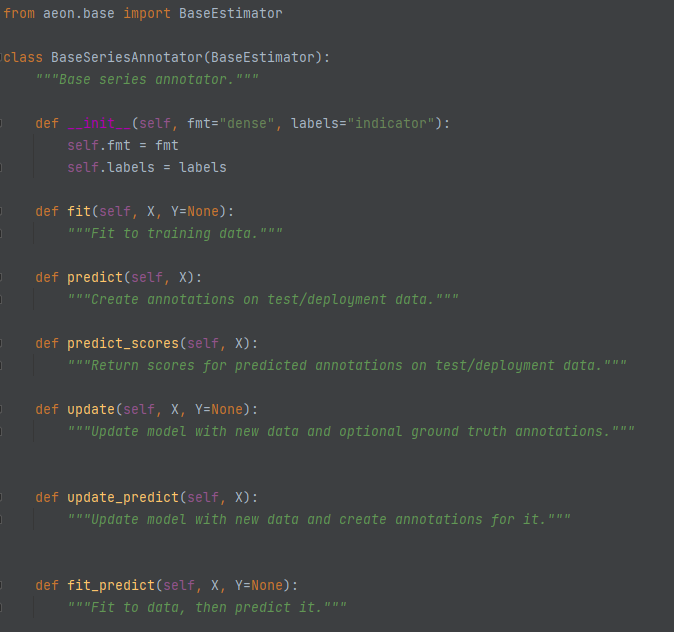 from aeon.base import BaseEstimator
class BaseSeriesAnnotator(BaseEstimator):
"""Base series annotator."""
def __init__(self, fmt="dense", labels="indicator"):
self.fmt = fmt
self.labels = labels
def fit(self, X, Y=None):
"""Fit to training data."""
def predict(self, X):
"""Create annotations on test/deployment data."""
def predict_scores(self, X):
"""Return scores for predicted annotations on test/deployment data."""
def update(self, X, Y=None):
"""Update model with new data and optional ground truth annotations."""
def update_predict(self, X):
"""Update model with new data and create annotations for it."""
def fit_predict(self, X, Y=None):
"""Fit to data, then predict it."""